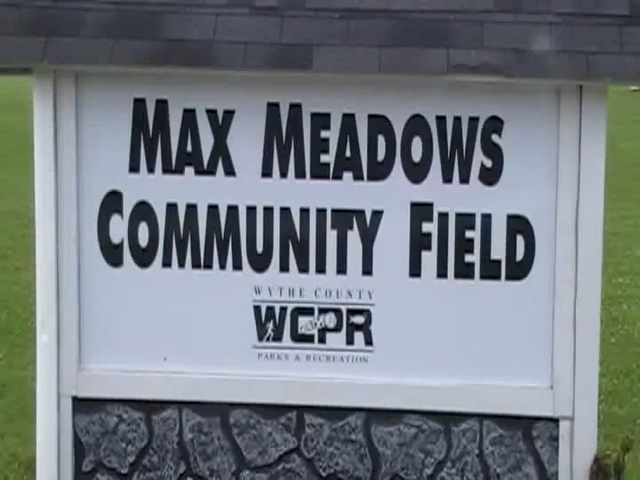 MAX MEADOWS
COMMUNITY FIELD
WYTHE COUNTY
WCPR
PARKS & RECREATION